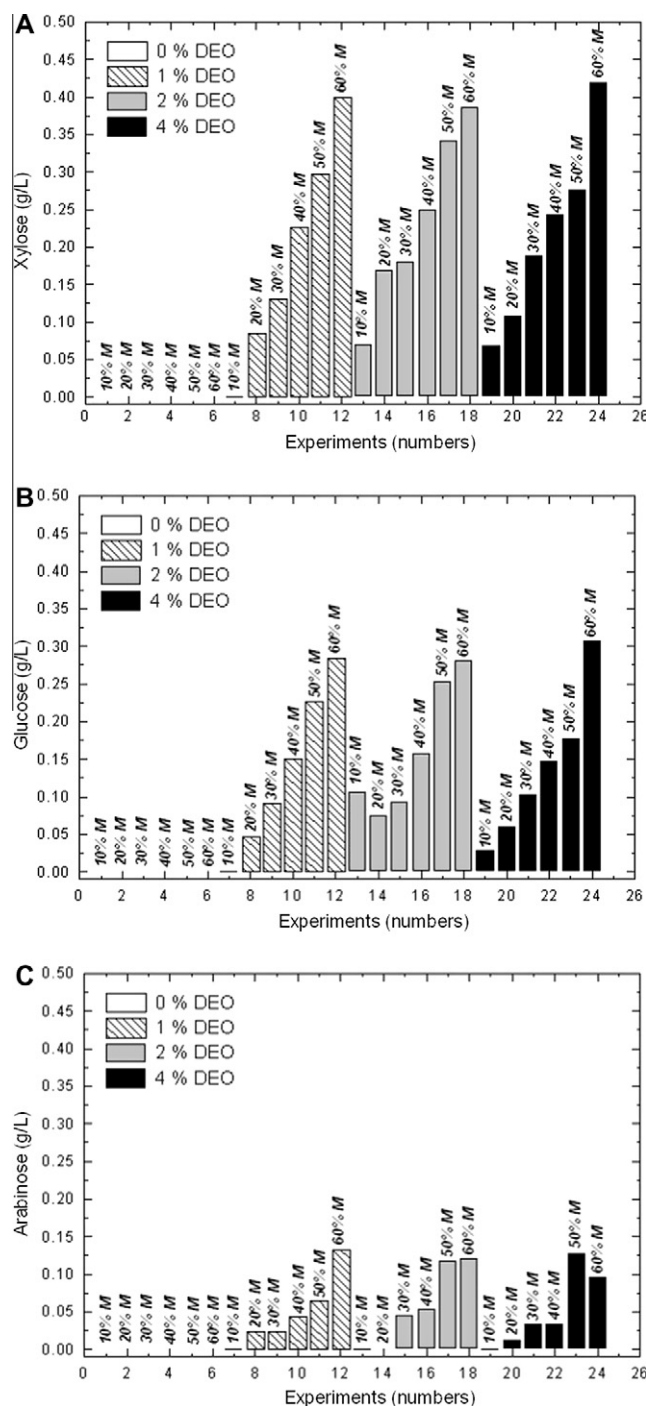 A
0.50
0.45
0.40
0.35
0.30
0.25
0.20
0.15
0.10
0.05
0.00
Xylose (g/L)
0 % DEO
1 % DEO
2 % DEO
4 % DEO
10% M
20% M
30% M
40% M
50% M
60% M
10% M
20% M
30% M
40% M
50% M
60% M
10% M
20% M
30% M
40% M
50% M
60% M
10% M
20% M
30% M
40% M
50% M
60% M
0 2 4 6 8 10 12 14 16 18 20 22 24 26
Experiments (numbers)
B
0.50
0.45
0.40
0.35
0.30
0.25
0.20
0.15
0.10
0.05
0.00
Glucose (g/L)
0 % DEO
1 % DEO
2 % DEO
4 % DEO
10% M
20% M
30% M
40% M
50% M
60% M
10% M
20% M
30% M
40% M
50% M
60% M
10% M
20% M
30% M
40% M
50% M
60% M
10% M
20% M
30% M
40% M
50% M
60% M
0 2 4 6 8 10 12 14 16 18 20 22 24 26
Experiments (numbers)
C
0.50
0.45
0.40
0.35
0.30
0.25
0.20
0.15
0.10
0.05
0.00
Arabinose (g/L)
0 % DEO
1 % DEO
2 % DEO
4 % DEO
10% M
20% M
30% M
40% M
50% M
60% M
10% M
20% M
30% M
40% M
50% M
60% M
10% M
20% M
30% M
40% M
50% M
60% M
10% M
20% M
30% M
40% M
50% M
60% M
0 2 4 6 8 10 12 14 16 18 20 22 24 26
Experiments (numbers)